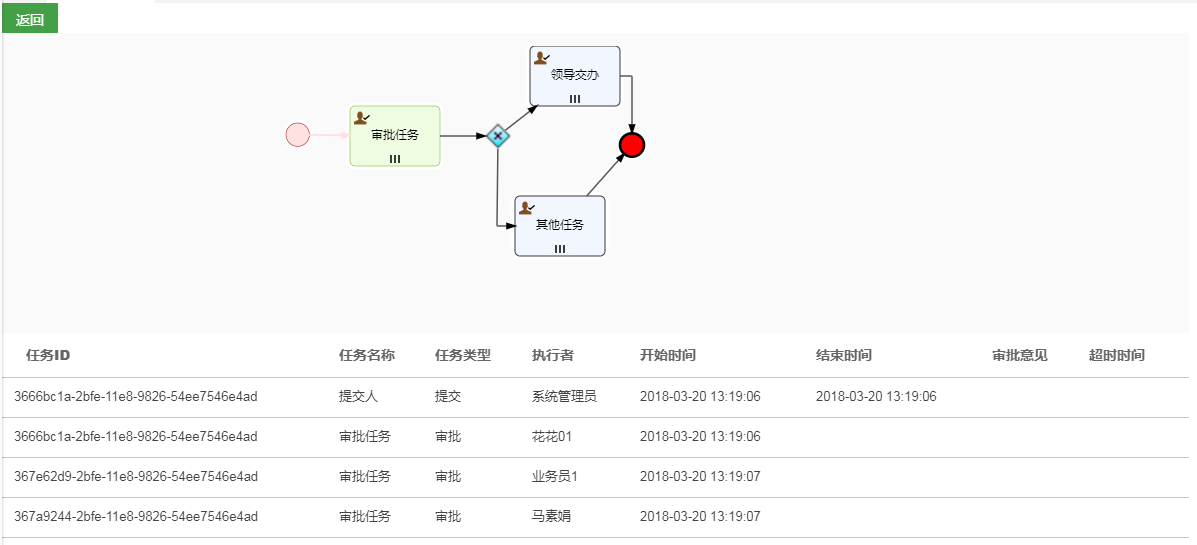 返回
领导交办
审批任务
其他任务
任务ID 任务名称 任务类型 执行者 开始时间 结束时间 审批意见 超时时间
3666bc1a-2bfe-11e8-9826-54ee7546e4ad 提交人 提交 系统管理员 2018-03-20 13:19:06 2018-03-20 13:19:06
3666bc1a-2bfe-11e8-9826-54ee7546e4ad 审批任务 审批 花花01 2018-03-20 13:19:06
367e62d9-2bfe-11e8-9826-54ee7546e4ad 审批任务 审批 业务员1 2018-03-20 13:19:07
367a9244-2bfe-11e8-9826-54ee7546e4ad 审批任务 审批 马素娟 2018-03-20 13:19:07